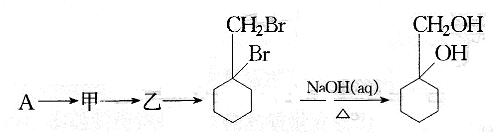 CH₂Br
Br
CH₂OH
OH
A → 甲 → 乙 →
NaOH(aq)
△